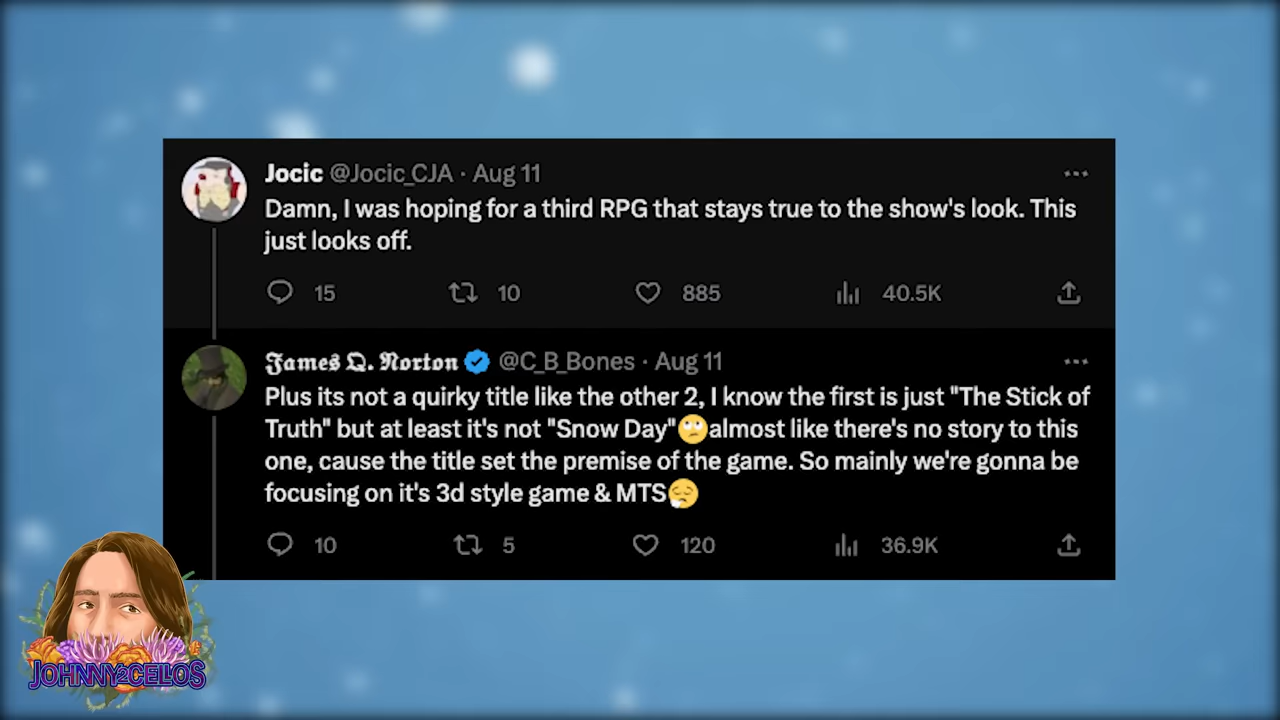 Jocic @Jocic_CJA · Aug 11
Damn, I was hoping for a third RPG that stays true to the show's look. This
just looks off.
15 10 885 40.5K
𝕵𝖆𝖒𝖊𝖘 𝕼. 𝕹𝖔𝖗𝖙𝖔𝖓 @C_B_Bones · Aug 11
Plus its not a quirky title like the other 2, I know the first is just "The Stick of
Truth" but at least it's not "Snow Day"🙄almost like there's no story to this
one, cause the title set the premise of the game. So mainly we're gonna be
focusing on it's 3d style game & MTS😮‍💨
10 5 120 36.9K
JOHNNY2CELLOS